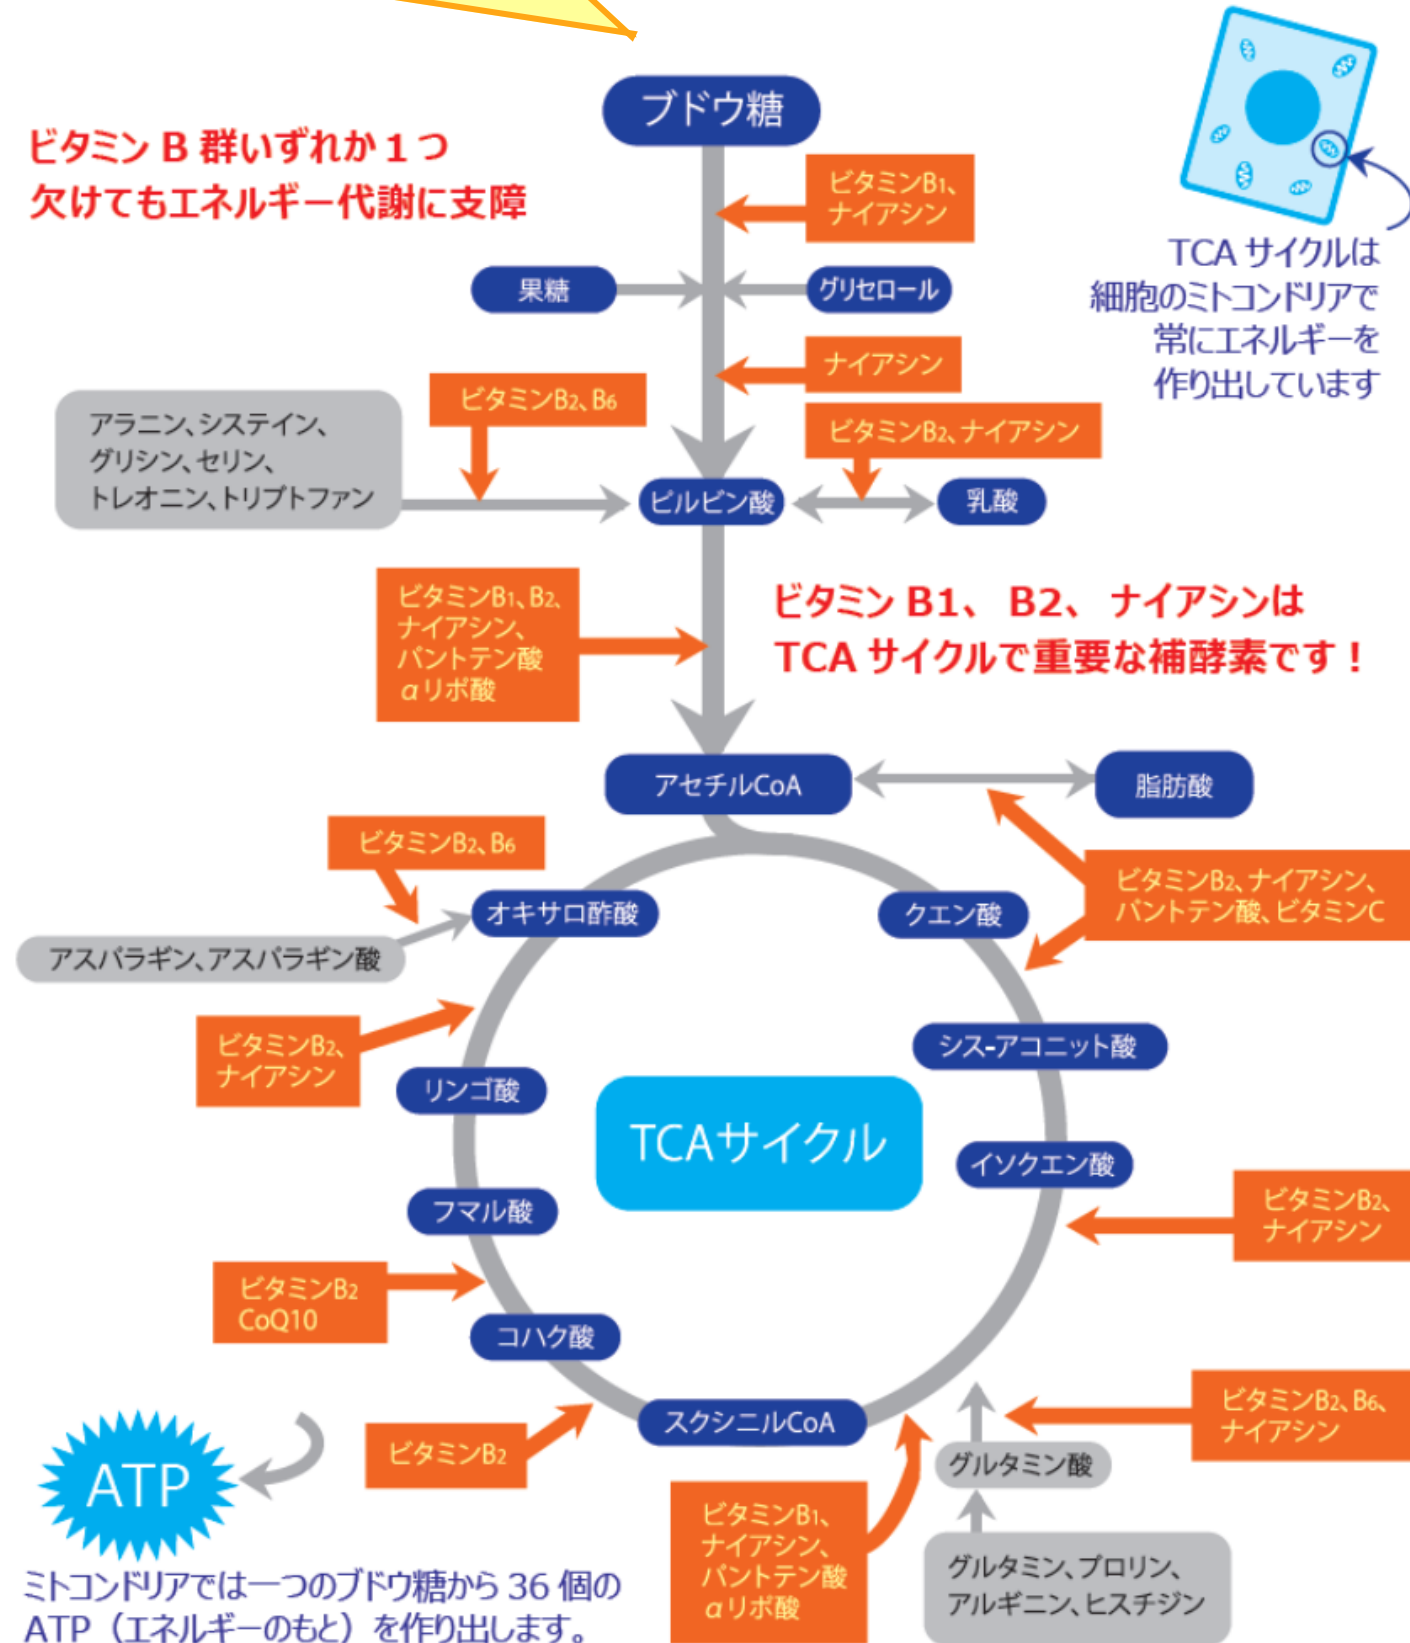 ブドウ糖
ビタミン B 群いずれか 1 つ
欠けてもエネルギー代謝に支障
ビタミンB1、
ナイアシン
TCA サイクルは
細胞のミトコンドリアで
常にエネルギーを
作り出しています
果糖
グリセロール
ナイアシン
ビタミンB2、B6
ビタミンB2、ナイアシン
アラニン、システイン、
グリシン、セリン、
トレオニン、トリプトファン
ピルビン酸
乳酸
ビタミンB1、B2、
ナイアシン、
パントテン酸
αリポ酸
ビタミン B1、 B2、 ナイアシンは
TCA サイクルで重要な補酵素です！
アセチルCoA
脂肪酸
ビタミンB2、B6
ビタミンB2、ナイアシン、
パントテン酸、ビタミンC
オキサロ酢酸
クエン酸
アスパラギン、アスパラギン酸
ビタミンB2、
ナイアシン
シス-アコニット酸
リンゴ酸
TCAサイクル
イソクエン酸
ビタミンB2、
ナイアシン
フマル酸
ビタミンB2
CoQ10
コハク酸
スクシニルCoA
ビタミンB2、B6、
ナイアシン
ビタミンB2
グルタミン酸
ATP
ビタミンB1、
ナイアシン、
パントテン酸
αリポ酸
グルタミン、プロリン、
アルギニン、ヒスチジン
ミトコンドリアでは一つのブドウ糖から 36 個の
ATP（エネルギーのもと）を作り出します。